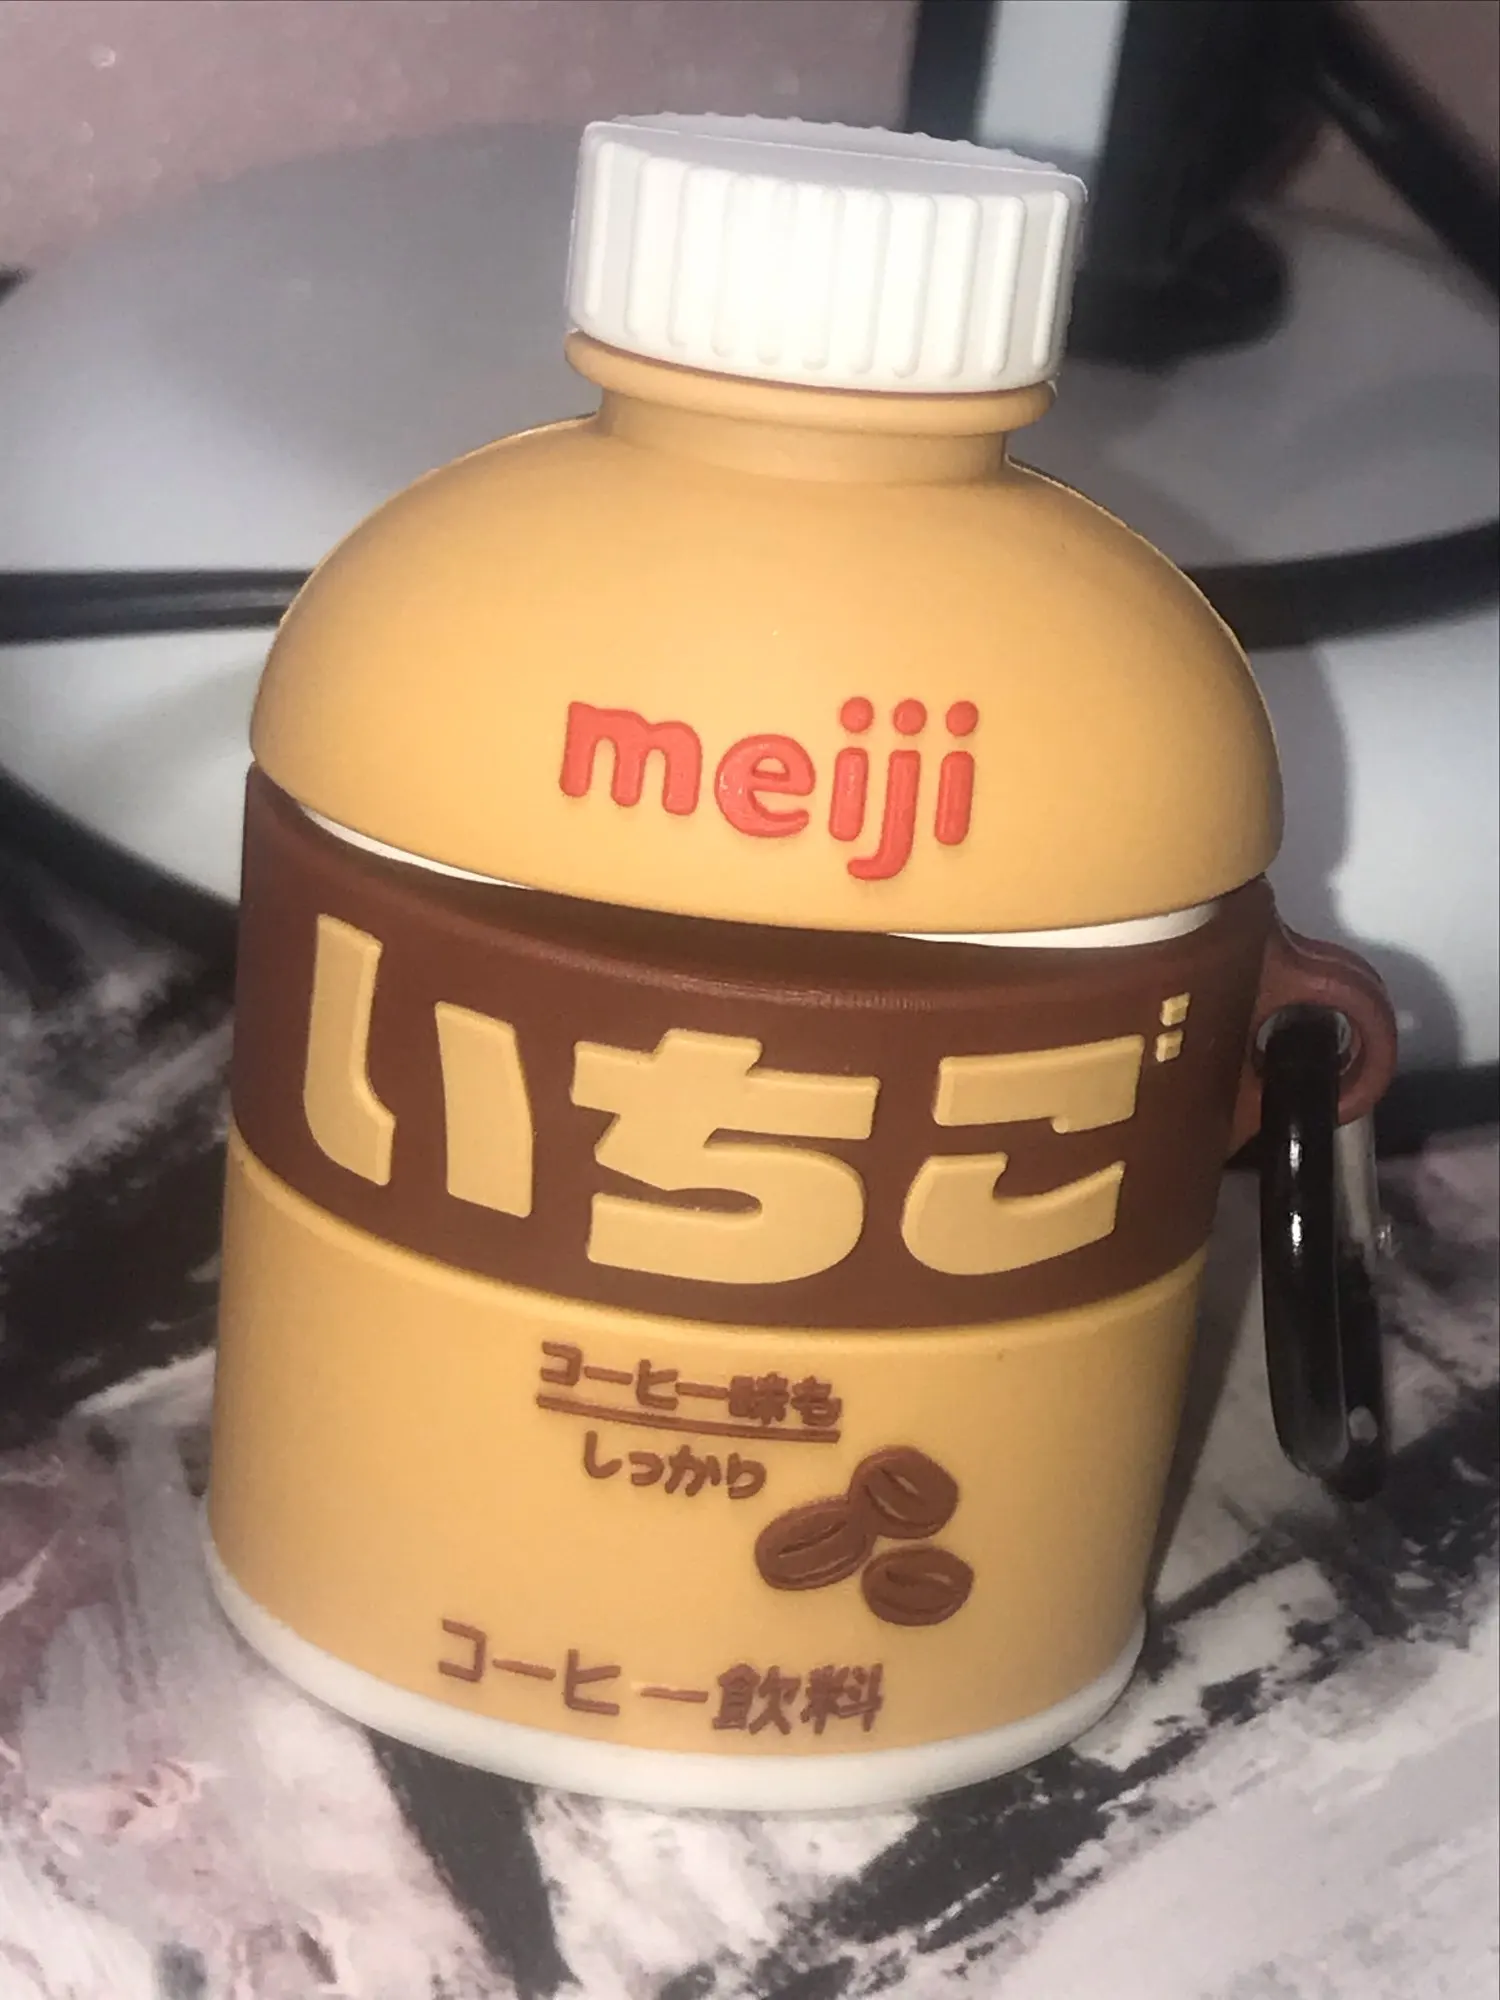 meiji
いちご
コーヒー味も
しっかり
コーヒー飲料